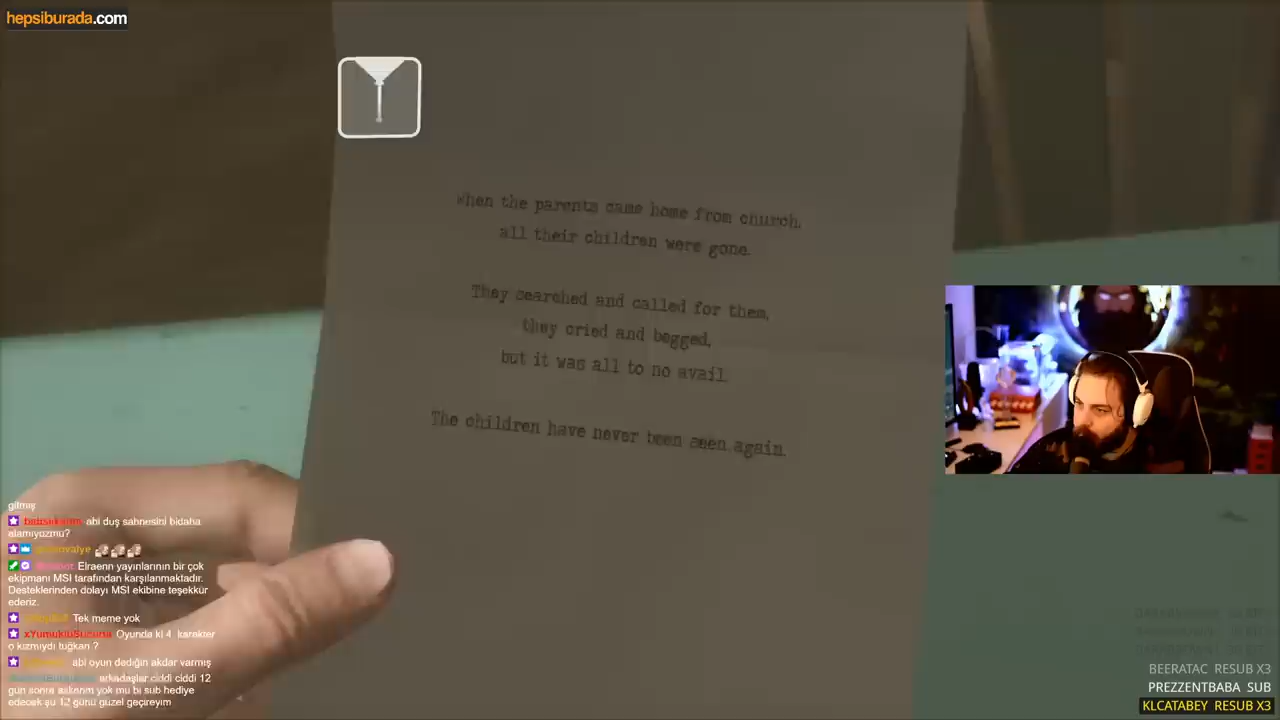 hepsiburada.com
When the parents came home from church,
all their children were gone.
They searched and called for them,
they cried and begged,
but it was all to no avail.
The children have never been seen again.
gitmiş
abi duş sahnesini bidaha
alamıyozmu?
Elraenn yayınlarının bir çok
ekipmanı MSI tarafından karşılanmaktadır.
Desteklerinden dolayı MSI ekibine teşekkür
ederiz.
Tek meme yok
xYumukluSucuna Oyunda ki 4 karakter
o kızmıydı tuğkan ?
abi oyun dediğin akdar varmış
arkadaşlar ciddi ciddi 12
gün sonra askerim yok mu bi sub hediye
edecek şu 12 günü güzel geçireyim
BEERATAC RESUB X3
PREZZENTBABA SUB
KLCATABEY RESUB X3